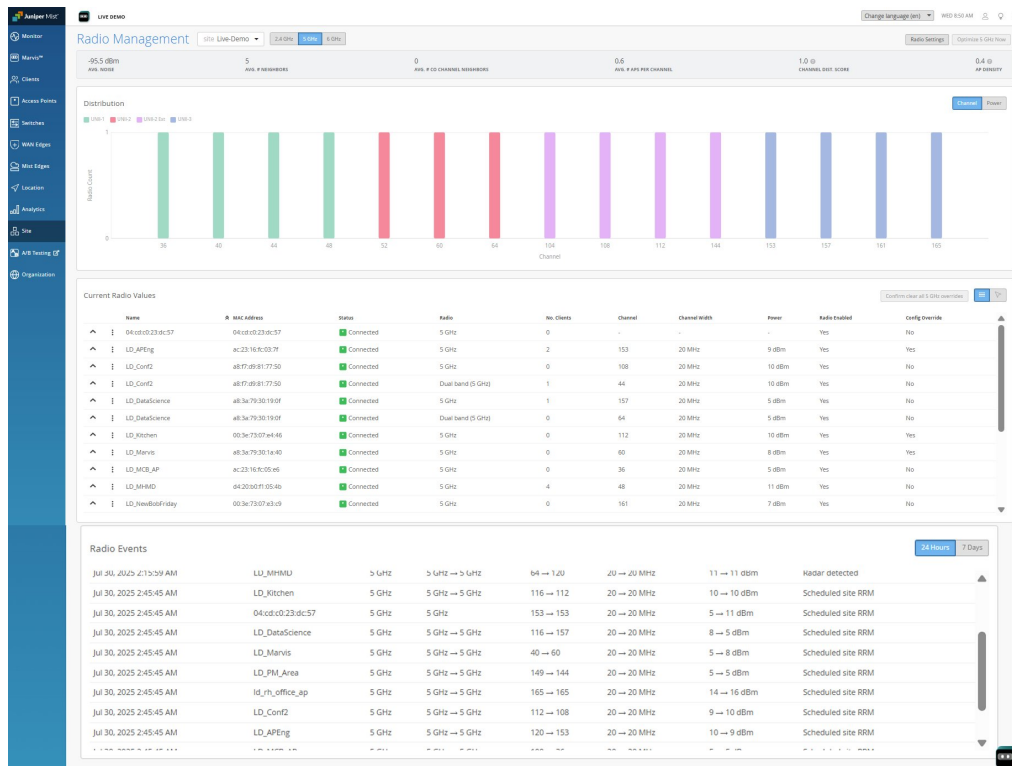 Juniper Mist™ LIVE DEMO Change language (en) WED 8:50 AM
Monitor
Marvis™
Clients
Access Points
Switches
WAN Edges
Mist Edges
Location
Analytics
Site
A/B Testing
Organization
Radio Management site Live-Demo 2.4 GHz 5 GHz 6 GHz Radio Settings Optimize 5 GHz Now
-95.5 dBm 5 0 0.6 1.0 0.4
AVG. NOISE AVG. # NEIGHBORS AVG. # CO CHANNEL NEIGHBORS AVG. # APS PER CHANNEL CHANNEL DIST. SCORE AP DENSITY
Distribution Channel Power
UNII-1 UNII-2 UNII-2 Ext. UNII-3
1
Radio Count
0
36 40 44 48 52 60 64 104 108 112 144 153 157 161 165
Channel
Current Radio Values Confirm clear all 5 GHz overrides
Name MAC Address Status Radio No. Clients Channel Channel Width Power Radio Enabled Config Override
04:cd:c0:23:dc:57 04:cd:c0:23:dc:57 Connected 5 GHz 0 - - - Yes No
LD_APEng ac:23:16:fc:03:7f Connected 5 GHz 2 153 20 MHz 9 dBm Yes Yes
LD_Conf2 a8:f7:d9:81:77:50 Connected 5 GHz 0 108 20 MHz 10 dBm Yes No
LD_Conf2 a8:f7:d9:81:77:50 Connected Dual band (5 GHz) 1 44 20 MHz 10 dBm Yes No
LD_DataScience a8:3a:79:30:19:0f Connected 5 GHz 1 157 20 MHz 5 dBm Yes No
LD_DataScience a8:3a:79:30:19:0f Connected Dual band (5 GHz) 0 64 20 MHz 5 dBm Yes No
LD_Kitchen 00:3e:73:07:e4:46 Connected 5 GHz 0 112 20 MHz 10 dBm Yes Yes
LD_Marvis a8:3a:79:30:1a:40 Connected 5 GHz 0 60 20 MHz 8 dBm Yes Yes
LD_MCB_AP ac:23:16:fc:05:e6 Connected 5 GHz 0 36 20 MHz 5 dBm Yes No
LD_MHMD d4:20:b0:f1:05:4b Connected 5 GHz 4 48 20 MHz 11 dBm Yes No
LD_NewBobFriday 00:3e:73:07:e3:c9 Connected 5 GHz 0 161 20 MHz 7 dBm Yes No
Radio Events 24 Hours 7 Days
Jul 30, 2025 2:15:59 AM LD_MHMD 5 GHz 5 GHz → 5 GHz 64 → 120 20 → 20 MHz 11 → 11 dBm Radar detected
Jul 30, 2025 2:45:45 AM LD_Kitchen 5 GHz 5 GHz → 5 GHz 116 → 112 20 → 20 MHz 10 → 10 dBm Scheduled site RRM
Jul 30, 2025 2:45:45 AM 04:cd:c0:23:dc:57 5 GHz 5 GHz 153 → 153 20 → 20 MHz 5 → 11 dBm Scheduled site RRM
Jul 30, 2025 2:45:45 AM LD_DataScience 5 GHz 5 GHz → 5 GHz 116 → 157 20 → 20 MHz 8 → 5 dBm Scheduled site RRM
Jul 30, 2025 2:45:45 AM LD_Marvis 5 GHz 5 GHz → 5 GHz 40 → 60 20 → 20 MHz 5 → 8 dBm Scheduled site RRM
Jul 30, 2025 2:45:45 AM LD_PM_Area 5 GHz 5 GHz → 5 GHz 149 → 144 20 → 20 MHz 5 → 5 dBm Scheduled site RRM
Jul 30, 2025 2:45:45 AM ld_rh_office_ap 5 GHz 5 GHz → 5 GHz 165 → 165 20 → 20 MHz 14 → 16 dBm Scheduled site RRM
Jul 30, 2025 2:45:45 AM LD_Conf2 5 GHz 5 GHz → 5 GHz 112 → 108 20 → 20 MHz 9 → 10 dBm Scheduled site RRM
Jul 30, 2025 2:45:45 AM LD_APEng 5 GHz 5 GHz → 5 GHz 120 → 153 20 → 20 MHz 10 → 9 dBm Scheduled site RRM